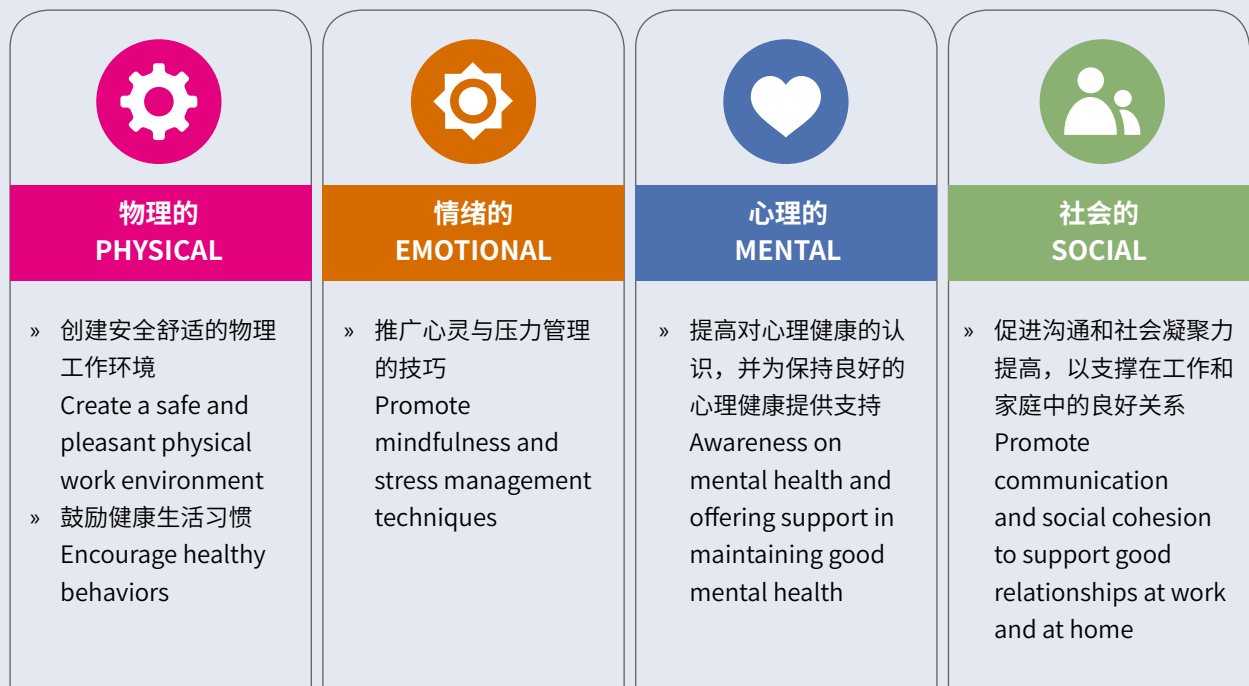 物理的
PHYSICAL
» 创建安全舒适的物理
工作环境
Create a safe and
pleasant physical
work environment
» 鼓励健康生活习惯
Encourage healthy
behaviors
情绪的
EMOTIONAL
» 推广心灵与压力管理
的技巧
Promote
mindfulness and
stress management
techniques
心理的
MENTAL
» 提高对心理健康的认
识，并为保持良好的
心理健康提供支持
Awareness on
mental health and
offering support in
maintaining good
mental health
社会的
SOCIAL
» 促进沟通和社会凝聚力
提高，以支撑在工作和
家庭中的良好关系
Promote
communication
and social cohesion
to support good
relationships at work
and at home